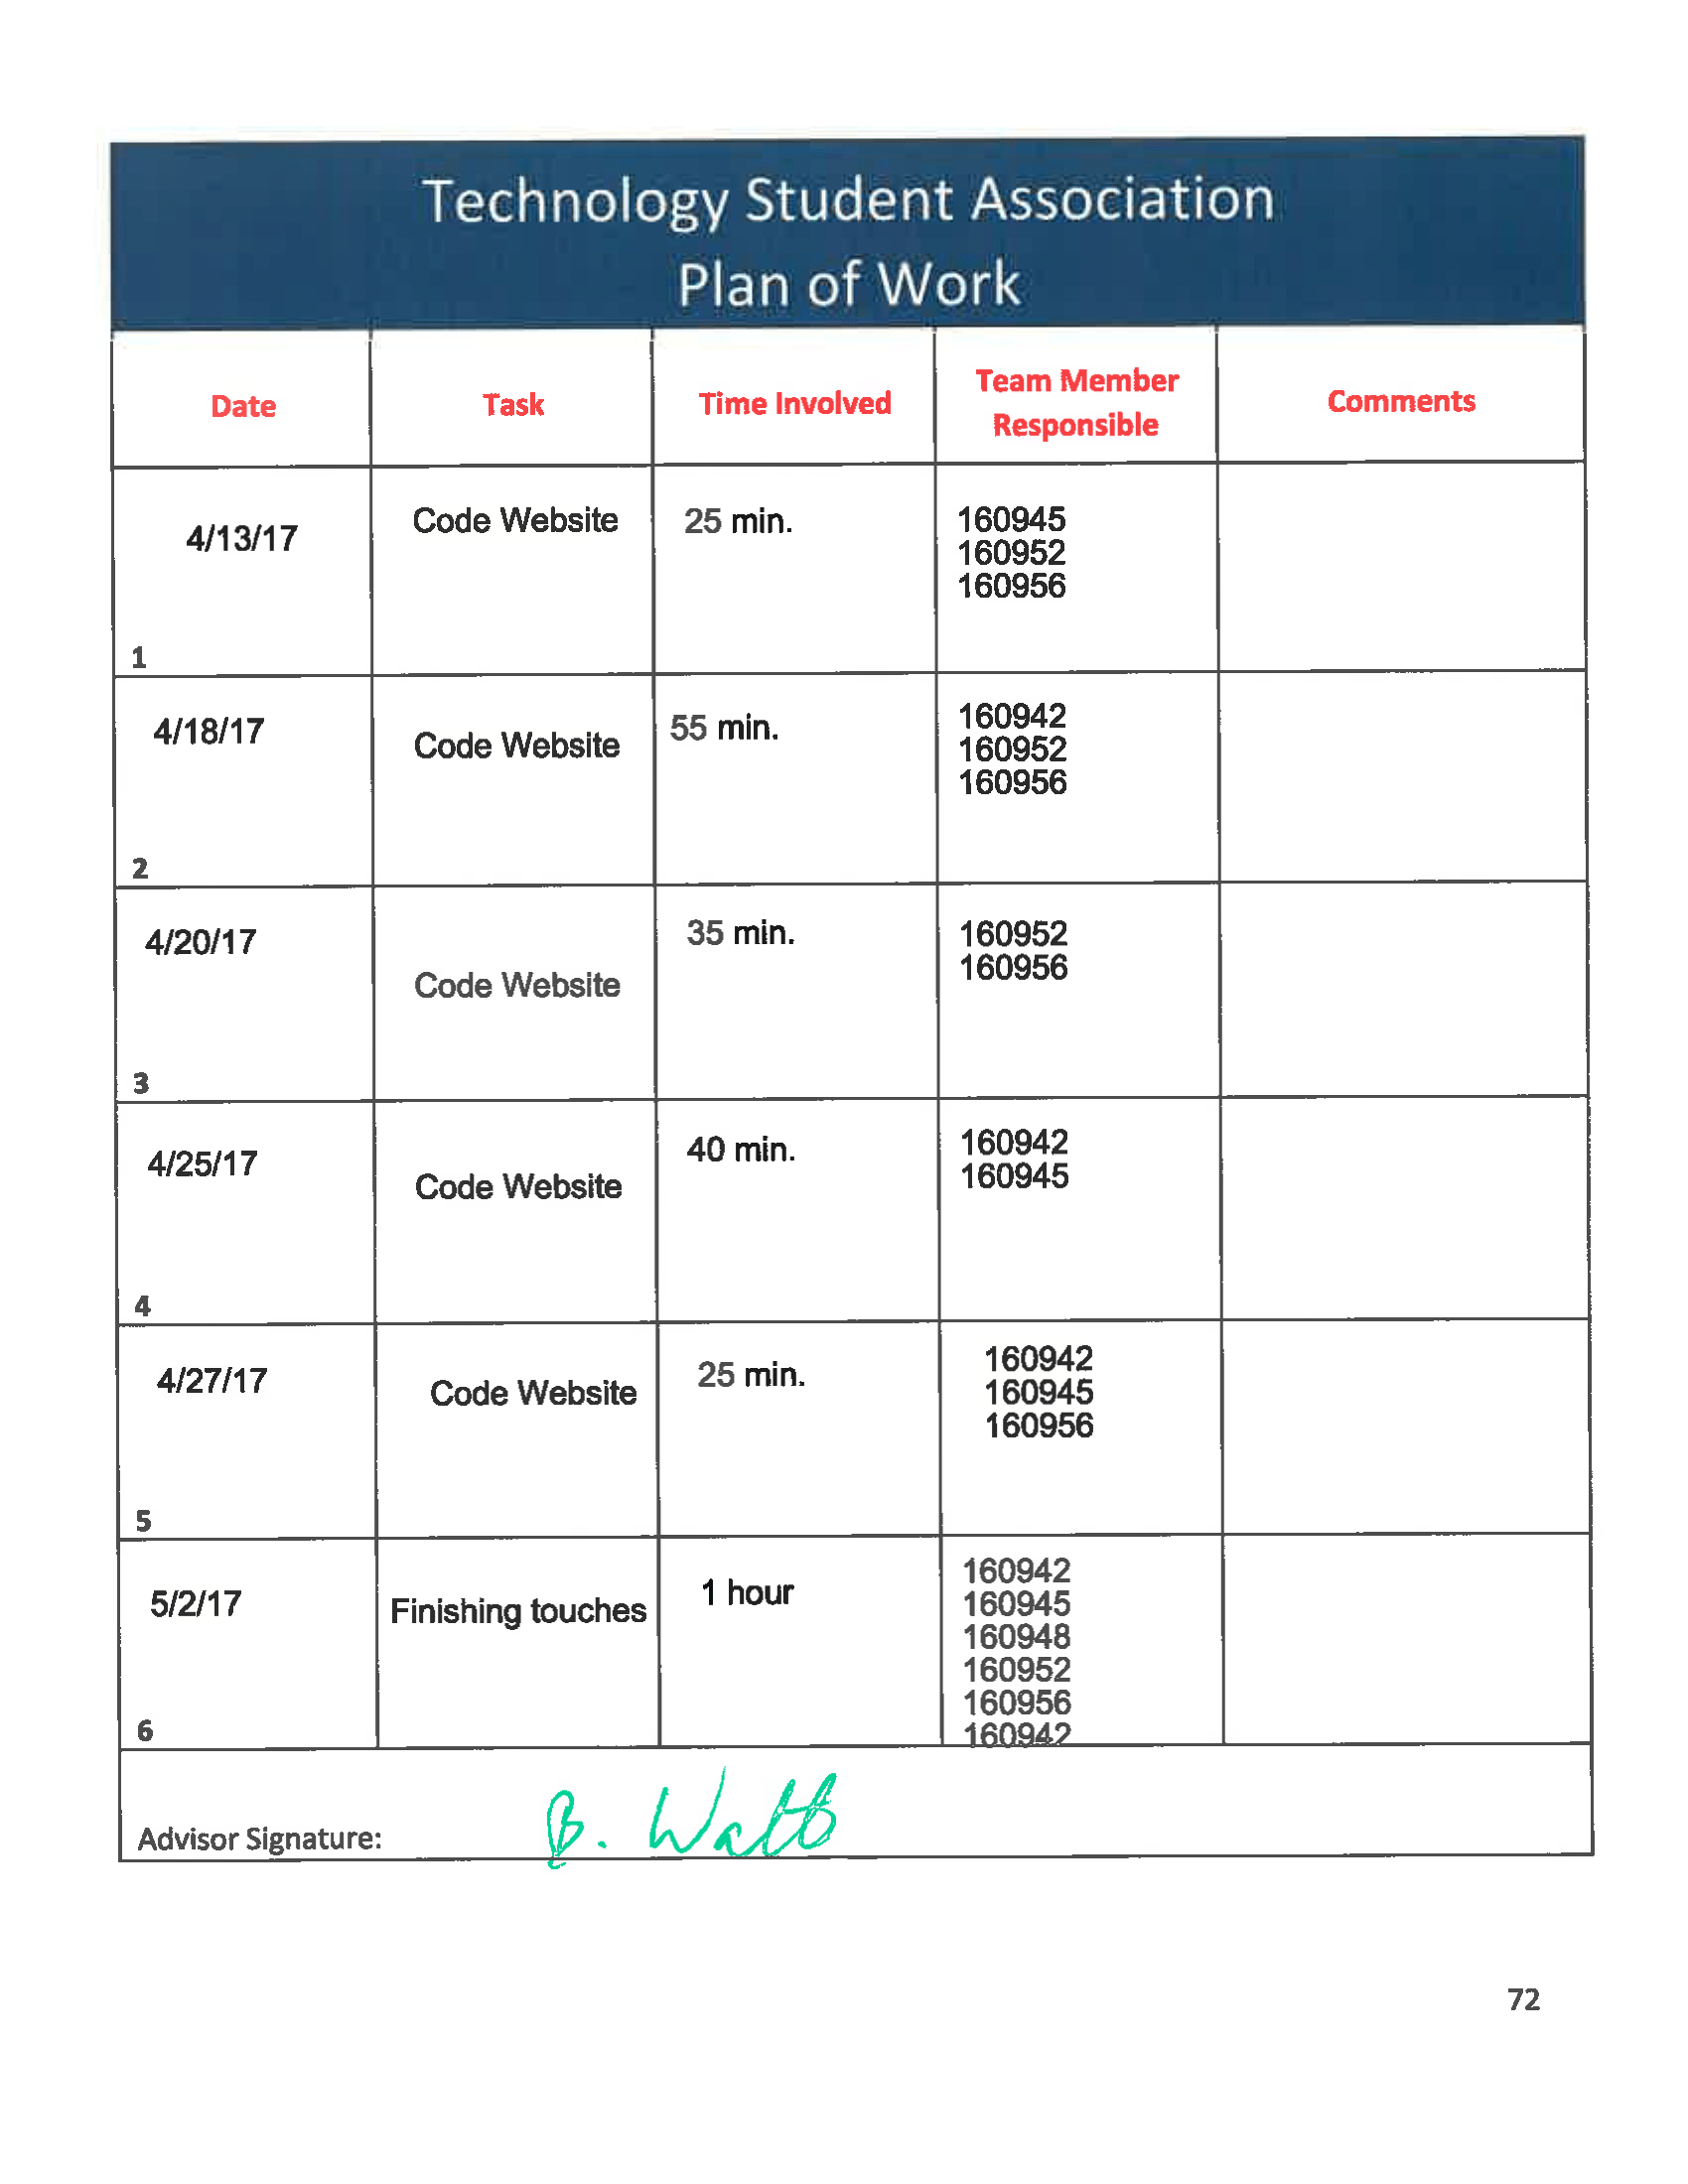 Technology Student Association
Plan of Work
Date Task Time Involved Team Member Responsible Comments
4/13/17 Code Website 25 min. 160945
160952
160956
1
4/18/17 Code Website 55 min. 160942
160952
160956
2
4/20/17 Code Website 35 min. 160952
160956
3
4/25/17 Code Website 40 min. 160942
160945
4
4/27/17 Code Website 25 min. 160942
160945
160956
5
5/2/17 Finishing touches 1 hour 160942
160945
160948
160952
160956
160942
6
Advisor Signature: B. Watts
72